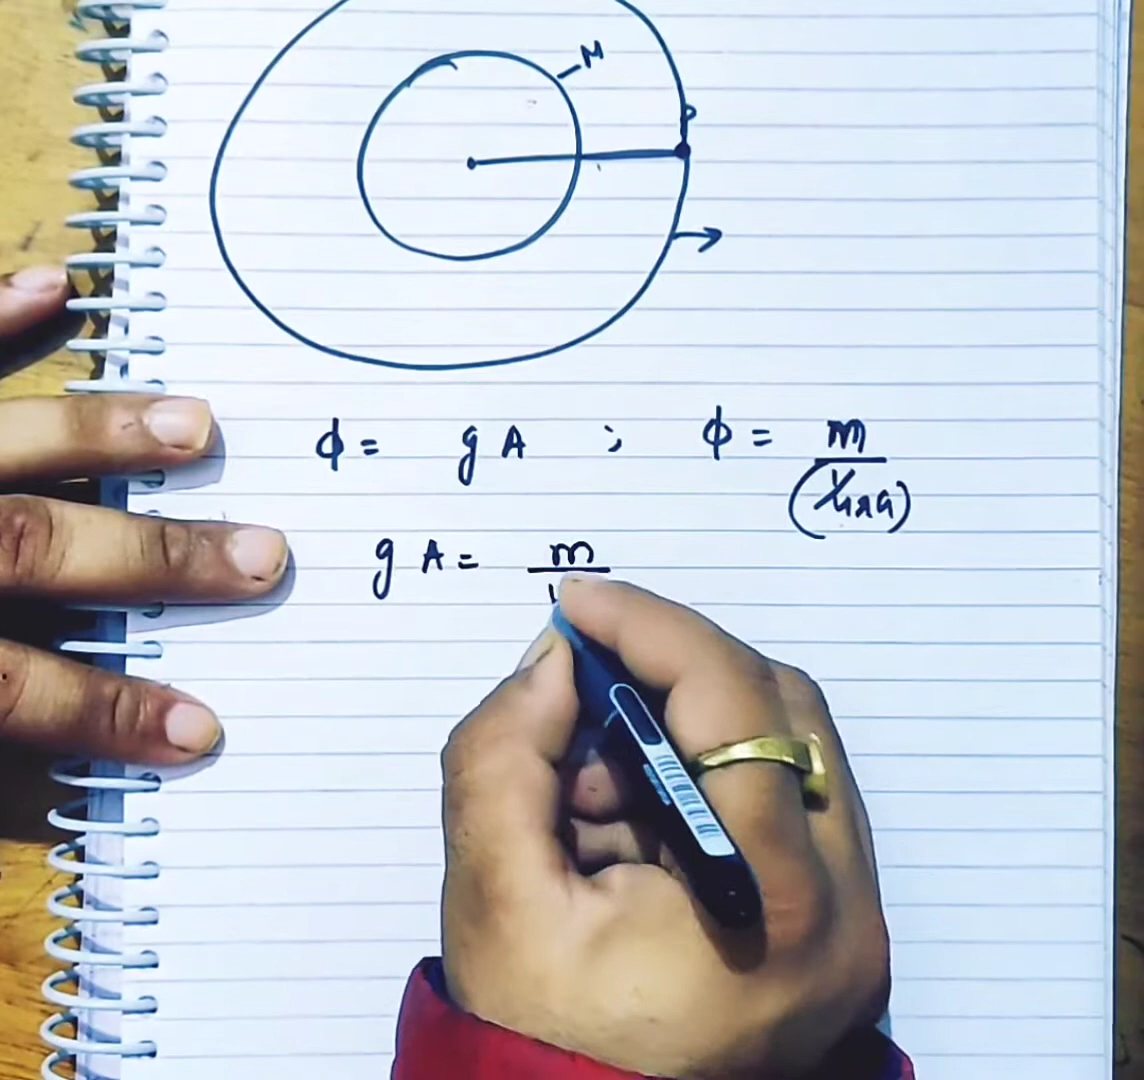 M
P
ϕ = g A ; ϕ = m/(1/4πG)
g A = m/